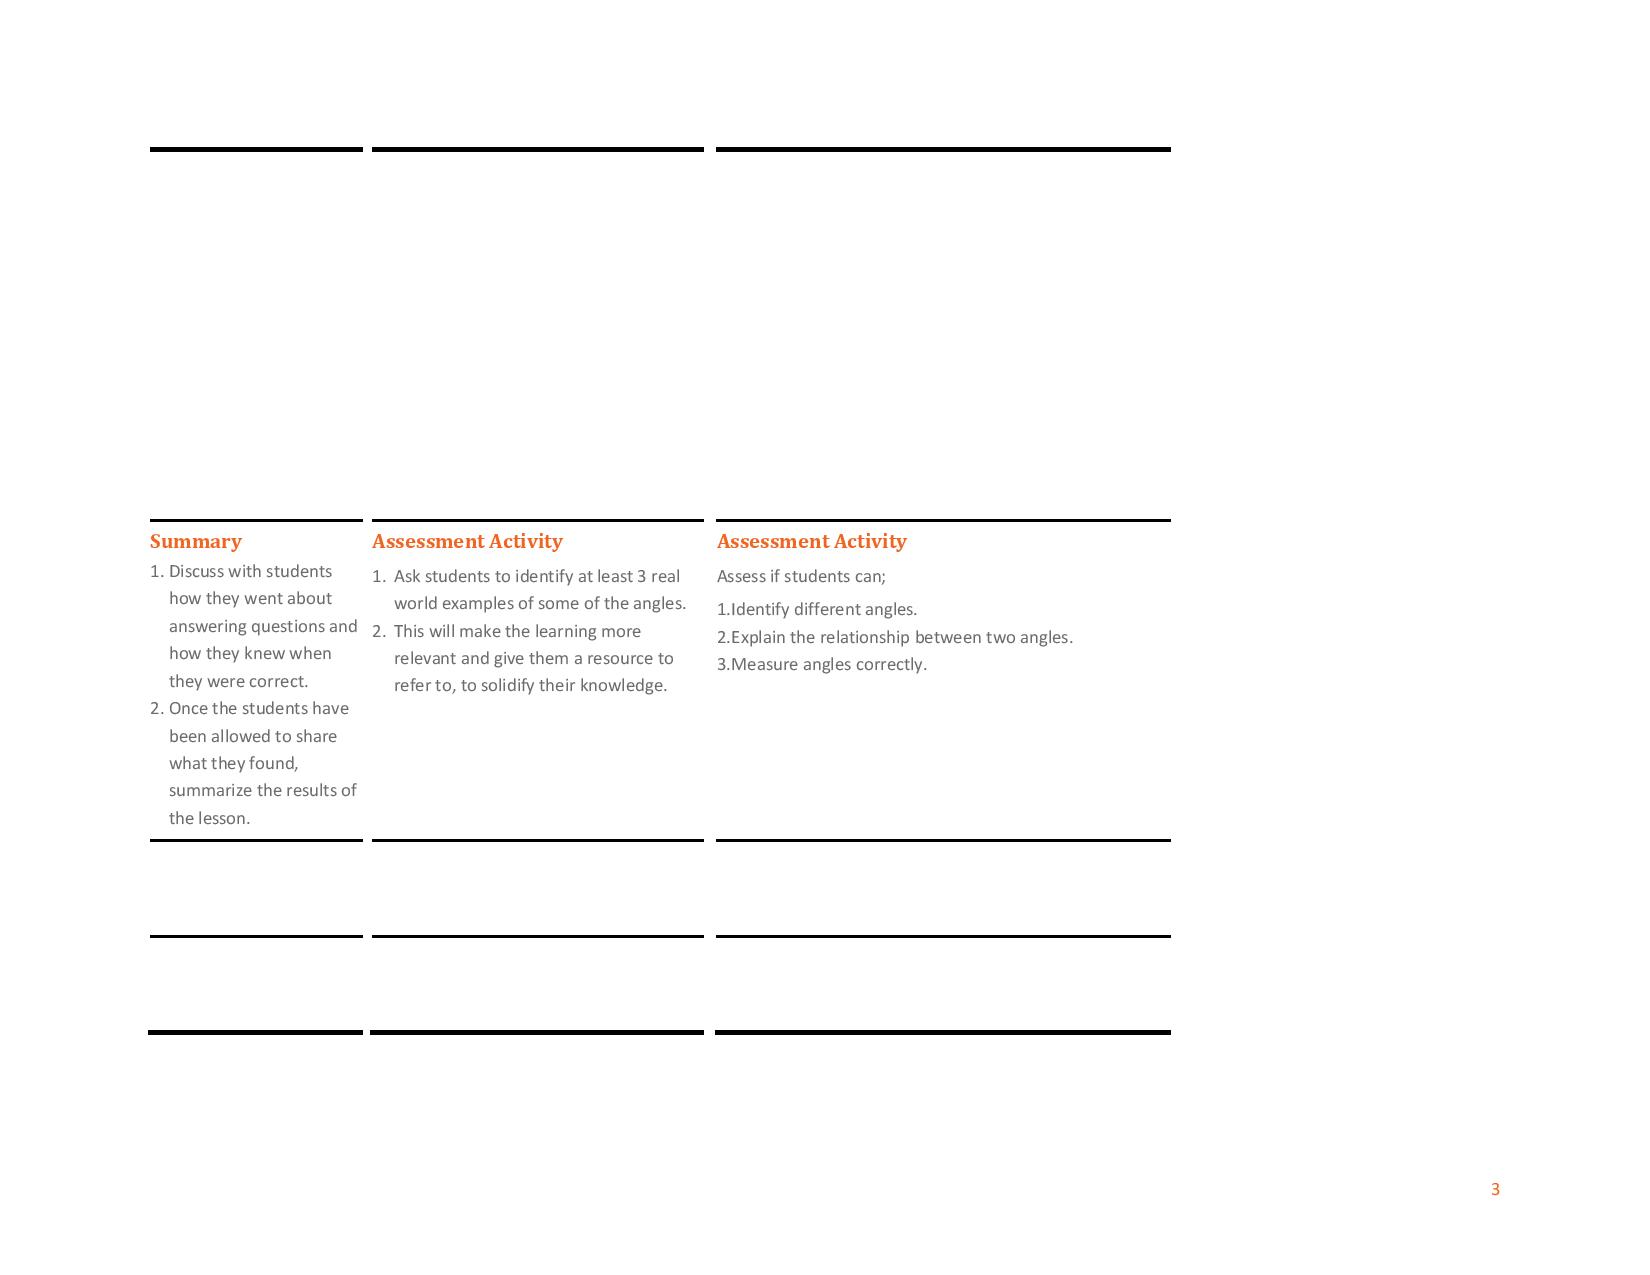 Summary
1. Discuss with students
how they went about
answering questions and
how they knew when
they were correct.
2. Once the students have
been allowed to share
what they found,
summarize the results of
the lesson.
Assessment Activity
1. Ask students to identify at least 3 real
world examples of some of the angles.
2. This will make the learning more
relevant and give them a resource to
refer to, to solidify their knowledge.
Assessment Activity
Assess if students can;
1.Identify different angles.
2.Explain the relationship between two angles.
3.Measure angles correctly.
3